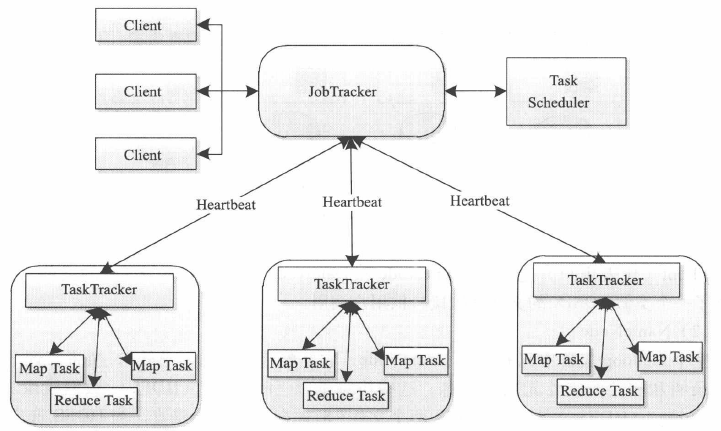 Client
Client
Client
JobTracker
Task
Scheduler
Heartbeat
Heartbeat
Heartbeat
TaskTracker
Map Task
Map Task
Reduce Task
TaskTracker
Map Task
Map Task
Reduce Task
TaskTracker
Map Task
Map Task
Reduce Task